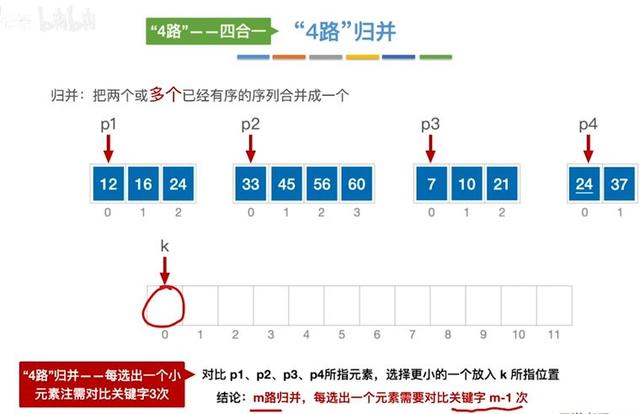 “4路”——四合一
“4路”归并
归并：把两个或多个已经有序的序列合并成一个
p1 p2 p3 p4
12 16 24 33 45 56 60 7 10 21 24 37
0 1 2 0 1 2 3 0 1 2 0 1
k
0 1 2 3 4 5 6 7 8 9 10 11
“4路”归并——每选出一个小
元素注需对比关键字3次
对比 p1、p2、p3、p4所指元素，选择更小的一个放入 k 所指位置
结论：m路归并，每选出一个元素需要对比关键字 m-1 次